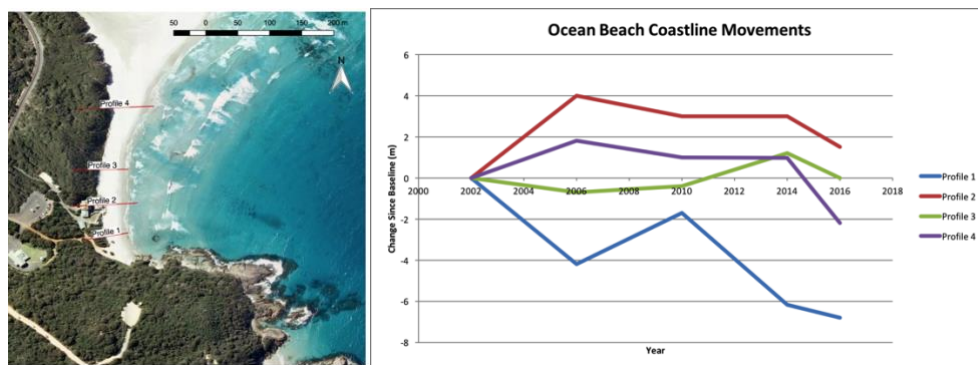 50 0 50 100 150 200 m
N
Profile 4
Profile 3
Profile 2
Profile 1
Ocean Beach Coastline Movements
Change Since Baseline (m)
6
4
2
0
-2
-4
-6
-8
2000 2002 2004 2006 2008 2010 2012 2014 2016 2018
Year
Profile 1
Profile 2
Profile 3
Profile 4